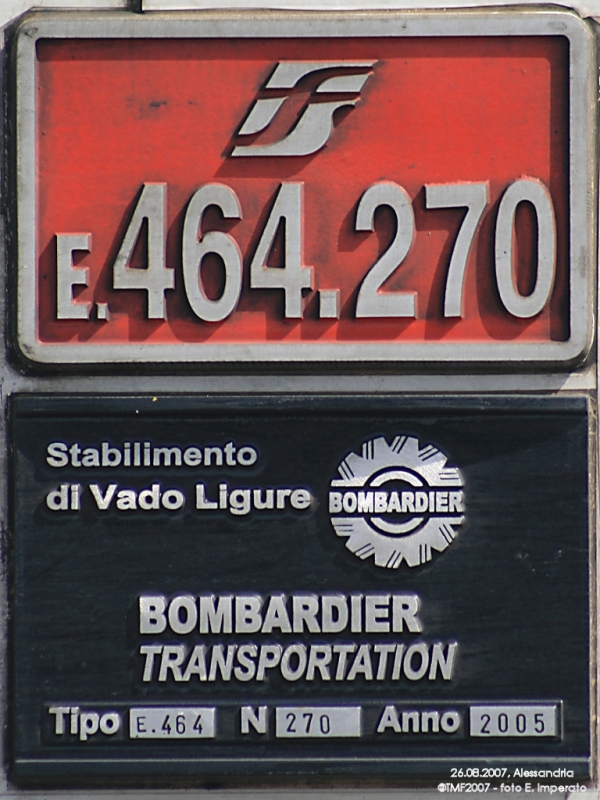 E.464.270
Stabilimento
di Vado Ligure
BOMBARDIER
BOMBARDIER
TRANSPORTATION
Tipo E.464 N 270 Anno 2005
26.08.2007, Alessandria
©TMF2007 - foto E. Imperato